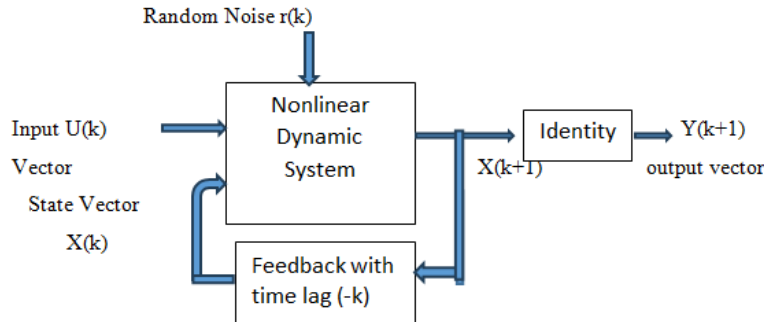 Random Noise r(k)
Nonlinear
Dynamic
System
Input U(k)
Vector
State Vector
X(k)
Identity
Y(k+1)
X(k+1)
output vector
Feedback with
time lag (-k)